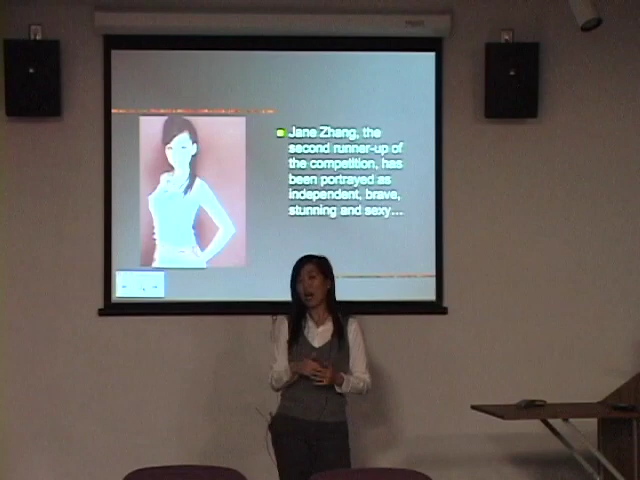 Jane Zhang, the
second runner-up of
the competition, has
been portrayed as
independent, brave,
stunning and sexy...